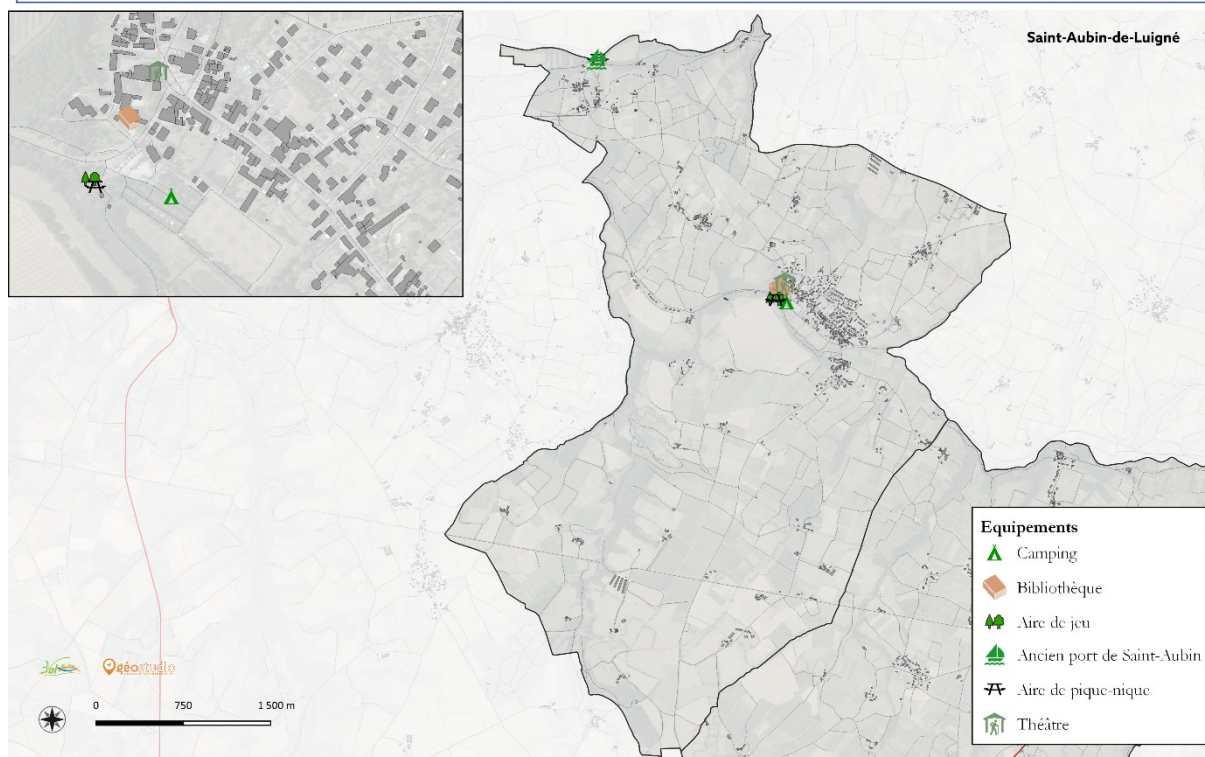 Saint-Aubin-de-Luigné
Equipements
Camping
Bibliothèque
Aire de jeu
Ancien port de Saint-Aubin
Aire de pique-nique
Théâtre
géostudio
0 750 1 500 m